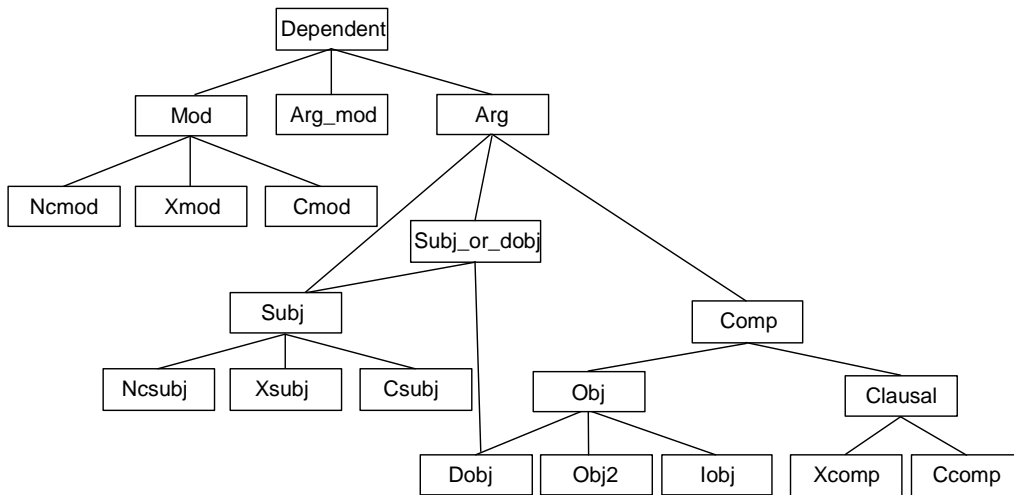 Dependent
Mod
Arg_mod
Arg
Ncmod
Xmod
Cmod
Subj_or_dobj
Subj
Comp
Ncsubj
Xsubj
Csubj
Obj
Clausal
Dobj
Obj2
Iobj
Xcomp
Ccomp